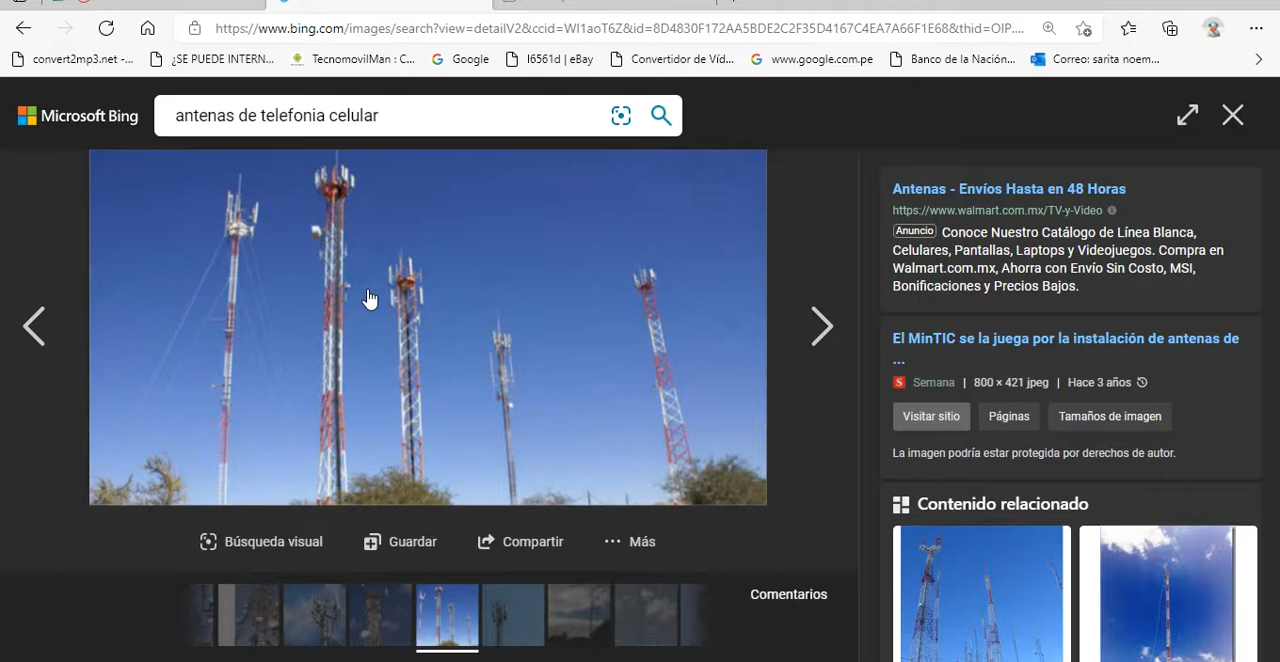 https://www.bing.com/images/search?view=detailV2&ccid=WI1aoT6Z&id=8D4830F172AA5BDE2C2F35D4167C4EA7A66F1E68&thid=OIP....
convert2mp3.net -...
¿SE PUEDE INTERN...
TecnomovilMan : C...
Google
I6561d | eBay
Convertidor de Víd...
www.google.com.pe
Banco de la Nación...
Correo: sarita noem...
Microsoft Bing
antenas de telefonia celular
Antenas - Envíos Hasta en 48 Horas
https://www.walmart.com.mx/TV-y-Video
Anuncio Conoce Nuestro Catálogo de Línea Blanca,
Celulares, Pantallas, Laptops y Videojuegos. Compra en
Walmart.com.mx, Ahorra con Envío Sin Costo, MSI,
Bonificaciones y Precios Bajos.
El MinTIC se la juega por la instalación de antenas de
...
S Semana | 800 × 421 jpeg | Hace 3 años
Visitar sitio
Páginas
Tamaños de imagen
La imagen podría estar protegida por derechos de autor.
Contenido relacionado
Búsqueda visual
Guardar
Compartir
Más
Comentarios